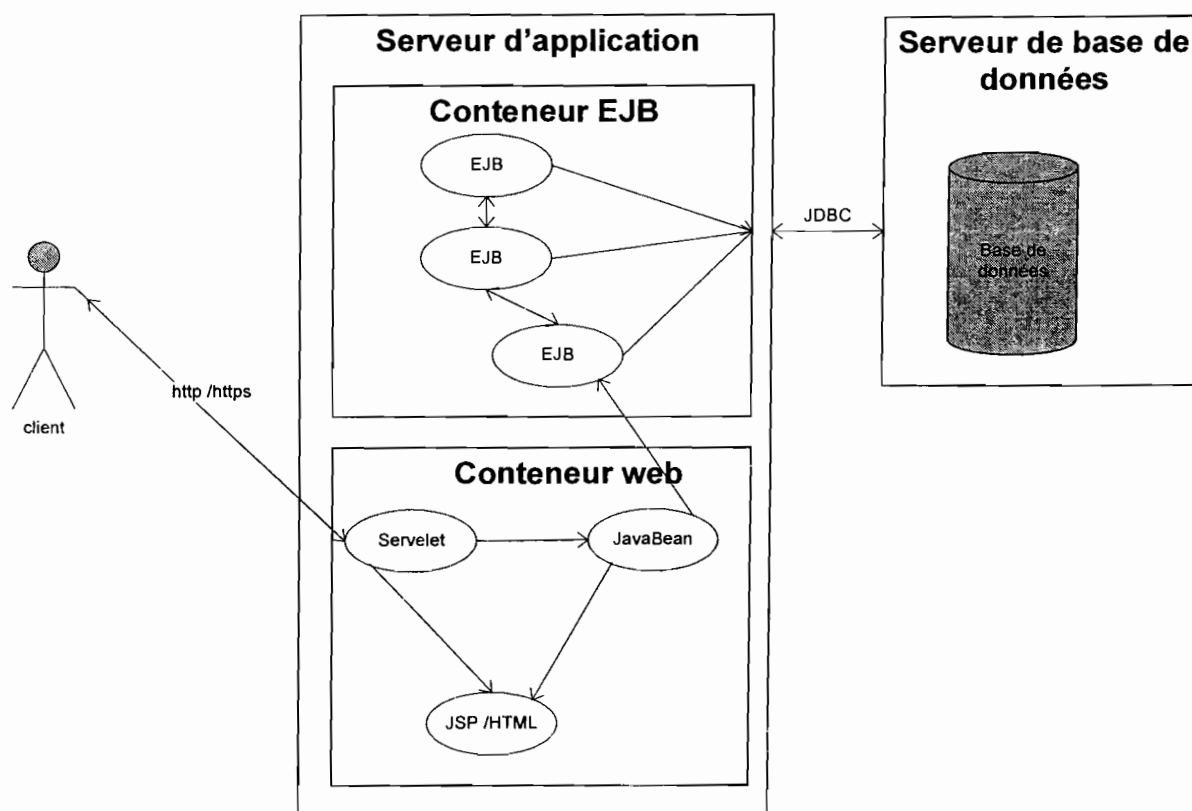 Serveur d'application
Serveur de base de
données
Conteneur EJB
EJB
EJB
EJB
JDBC
Base de
données
http /https
client
Conteneur web
Servelet
JavaBean
JSP /HTML